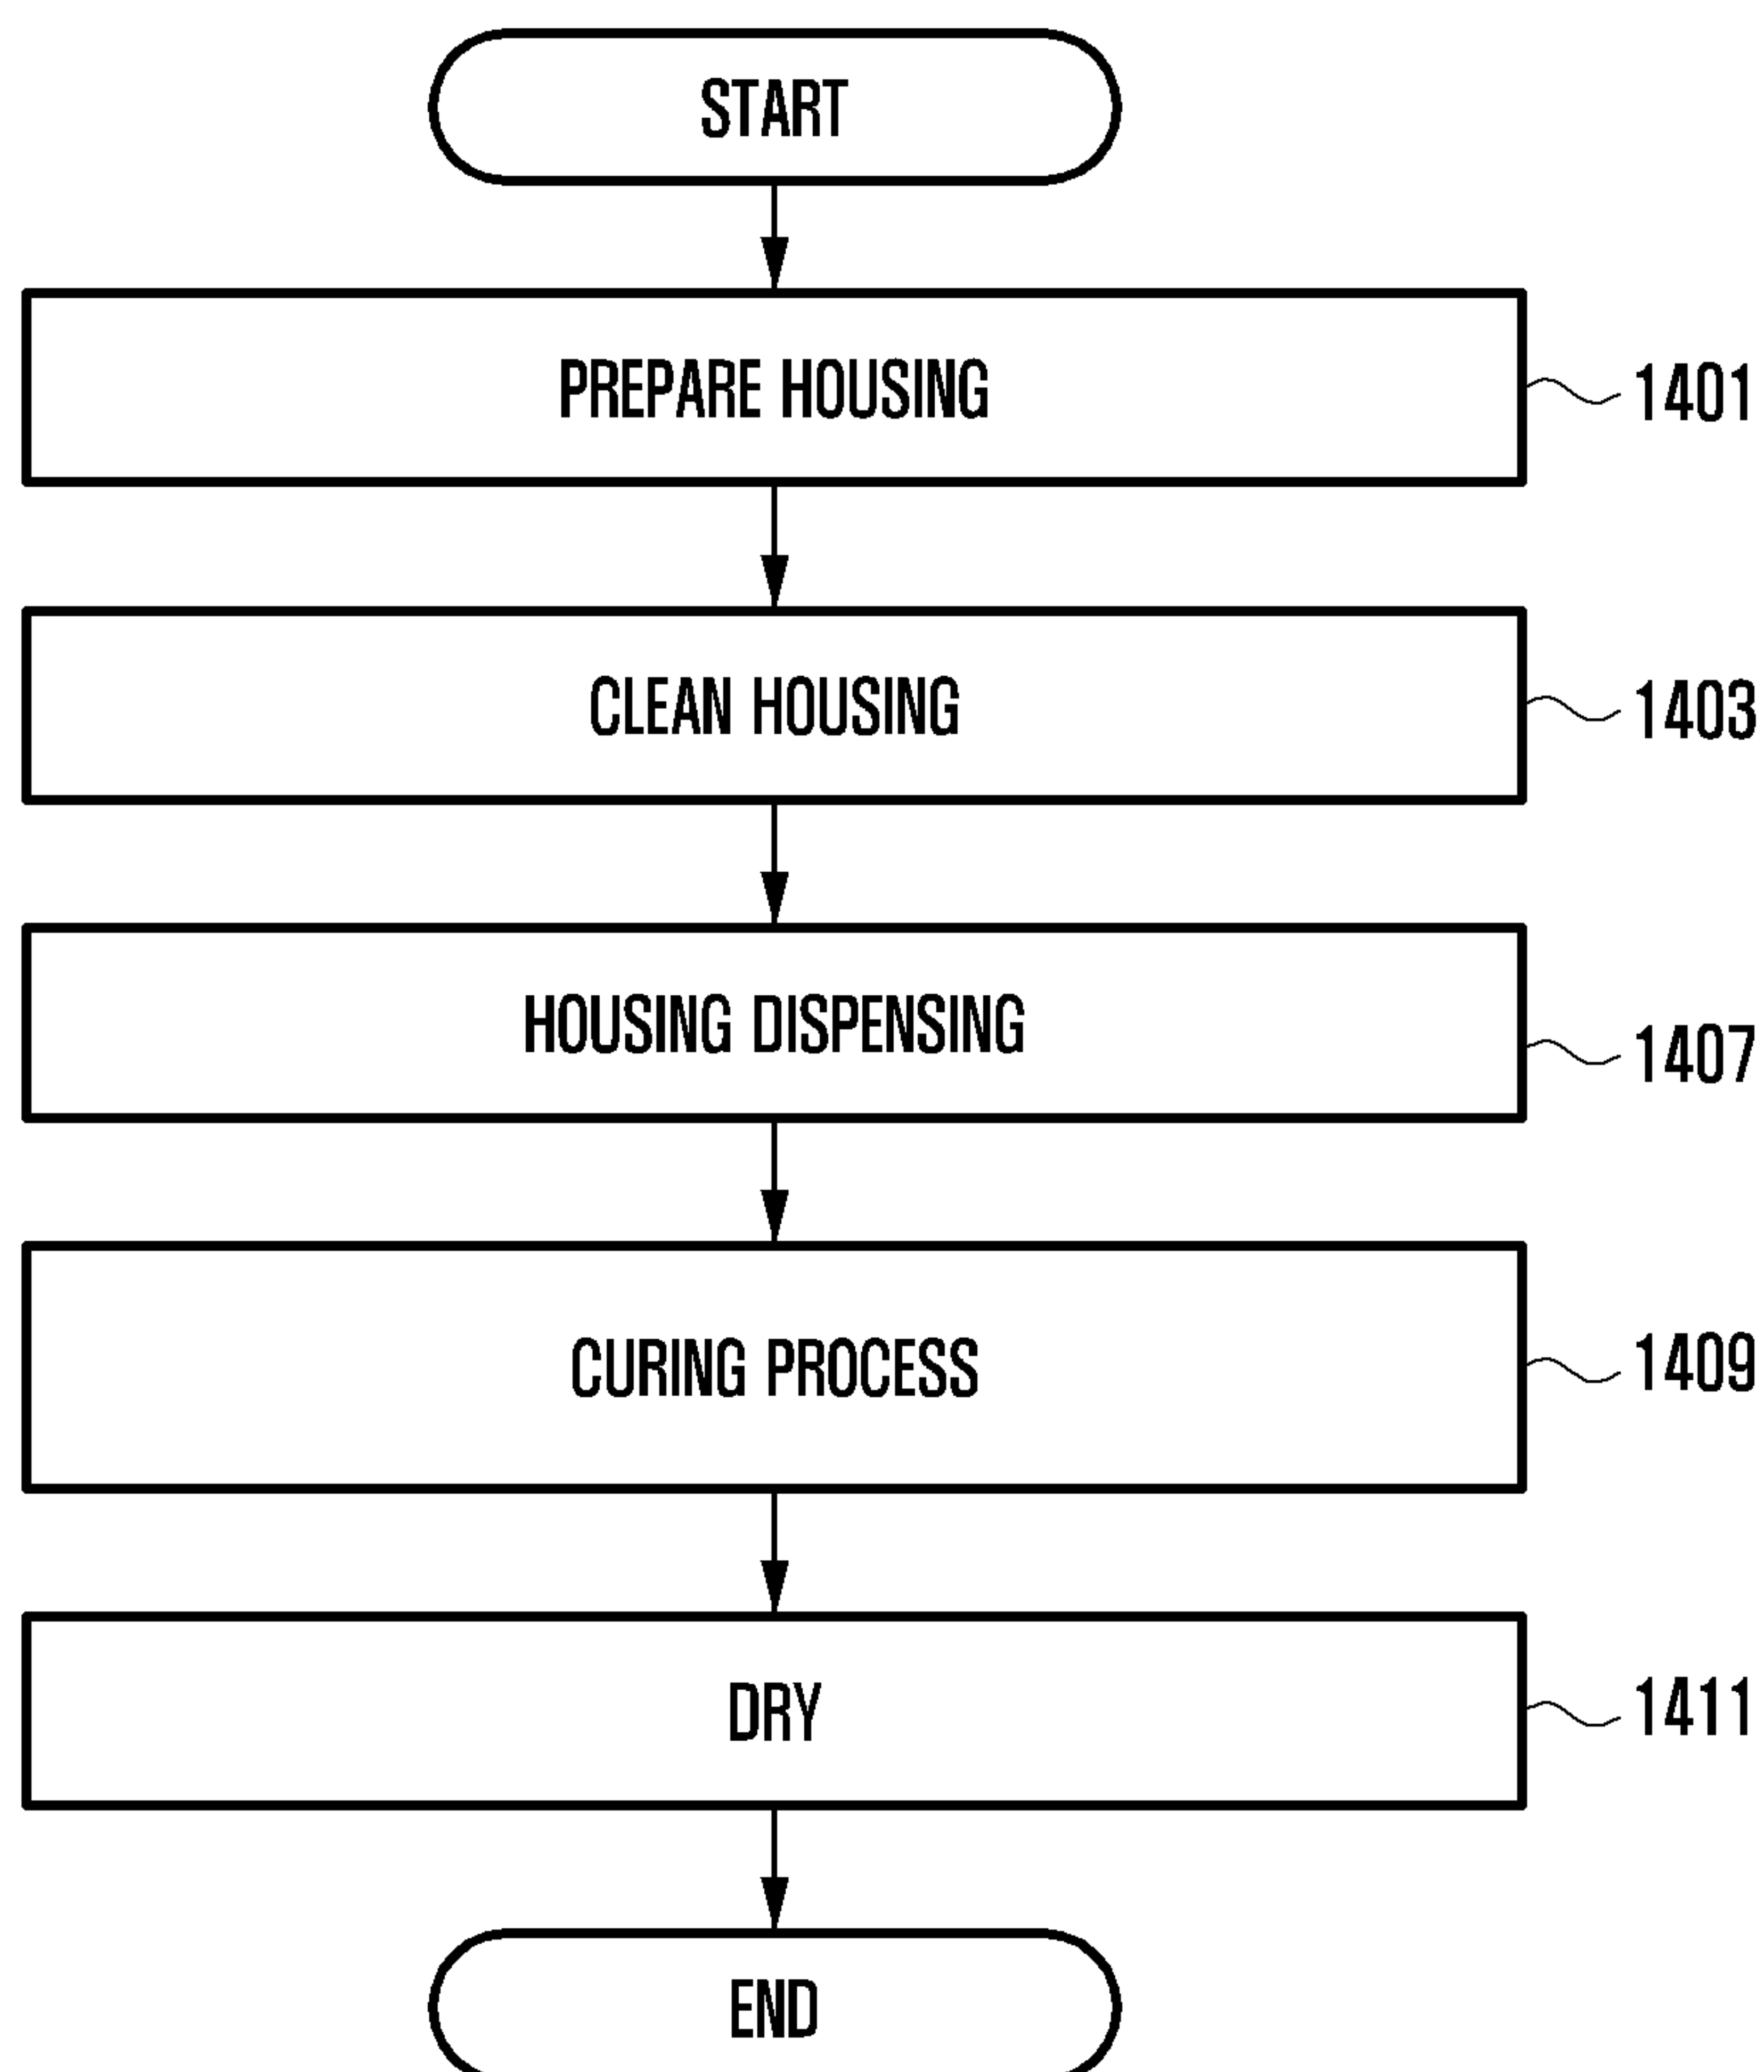 START
PREPARE HOUSING
1401
CLEAN HOUSING
1403
HOUSING DISPENSING
1407
CURING PROCESS
1409
DRY
1411
END